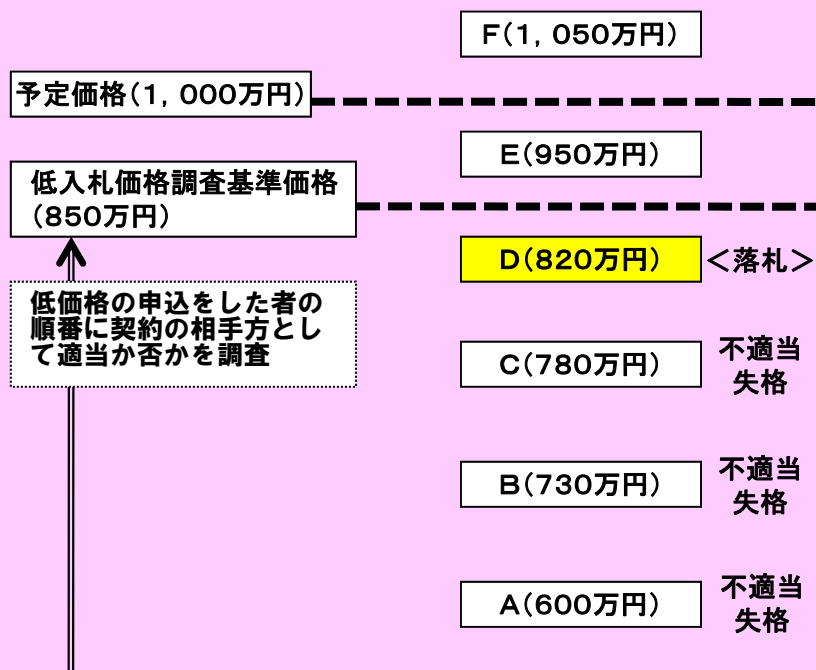 F(1，050万円)
予定価格(1，000万円)
E(950万円)
低入札価格調査基準価格
(850万円)
D(820万円)
＜落札＞
低価格の申込をした者の
順番に契約の相手方とし
て適当か否かを調査
C(780万円)
不適当
失格
B(730万円)
不適当
失格
A(600万円)
不適当
失格